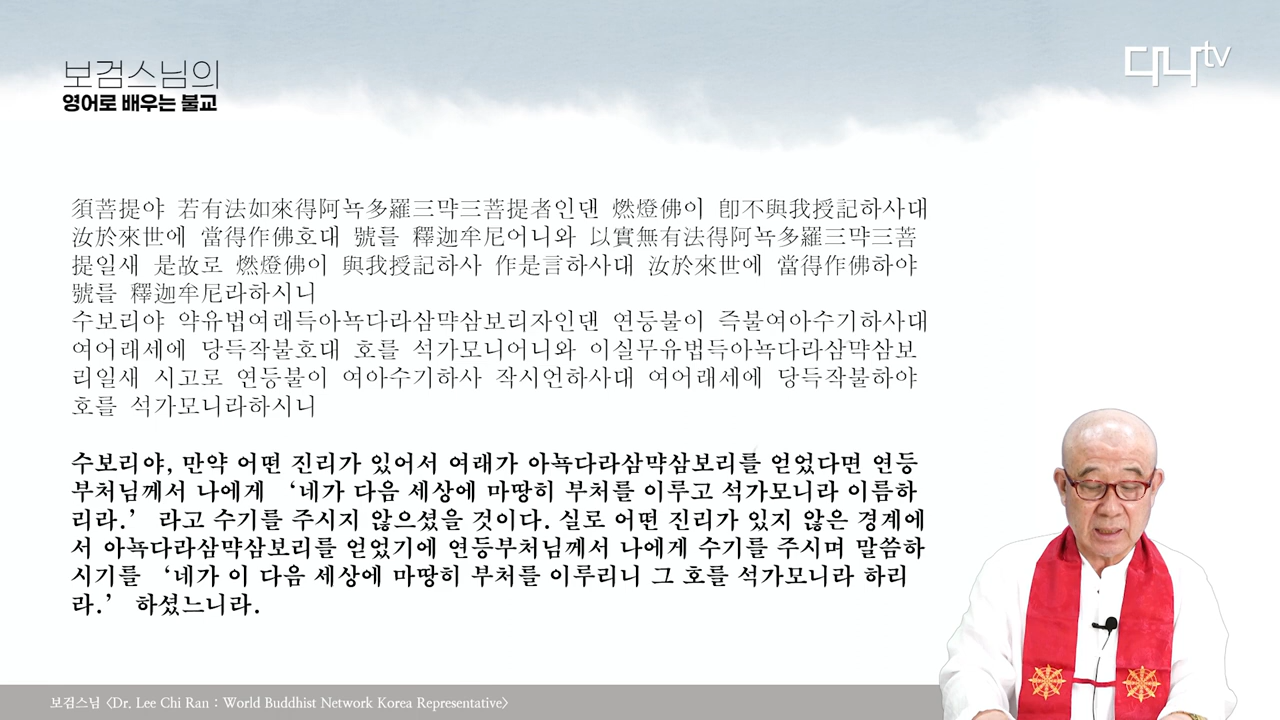 보검스님의
영어로 배우는 불교
다나tv
須菩提야 若有法如來得阿뇩多羅三먁三菩提者인댄 燃燈佛이 卽不與我授記하사대
汝於來世에 當得作佛호대 號를 釋迦牟尼어니와 以實無有法得阿뇩多羅三먁三菩
提일새 是故로 燃燈佛이 與我授記하사 作是言하사대 汝於來世에 當得作佛하야
號를 釋迦牟尼라하시니
수보리야 약유법여래득아뇩다라삼먁삼보리자인댄 연등불이 즉불여아수기하사대
여어래세에 당득작불호대 호를 석가모니어니와 이실무유법득아뇩다라삼먁삼보
리일새 시고로 연등불이 여아수기하사 작시언하사대 여어래세에 당득작불하야
호를 석가모니라하시니
수보리야, 만약 어떤 진리가 있어서 여래가 아뇩다라삼먁삼보리를 얻었다면 연등
부처님께서 나에게 ‘네가 다음 세상에 마땅히 부처를 이루고 석가모니라 이름하
리라.’ 라고 수기를 주시지 않으셨을 것이다. 실로 어떤 진리가 있지 않은 경계에
서 아뇩다라삼먁삼보리를 얻었기에 연등부처님께서 나에게 수기를 주시며 말씀하
시기를 ‘네가 이 다음 세상에 마땅히 부처를 이루리니 그 호를 석가모니라 하리
라.’ 하셨느니라.
보검스님 <Dr. Lee Chi Ran : World Buddhist Network Korea Representative>